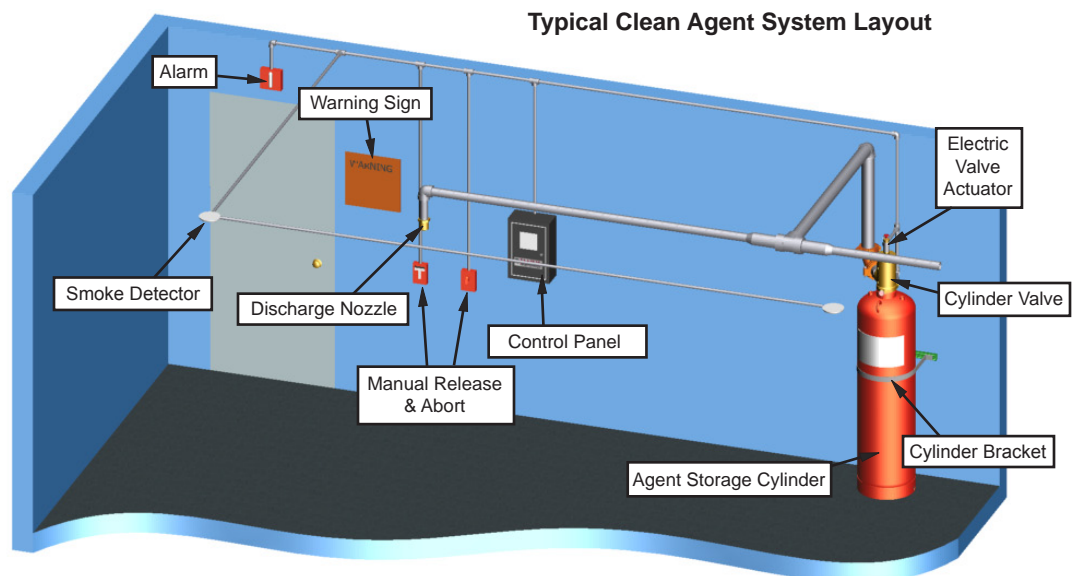 Typical Clean Agent System Layout
Alarm
Warning Sign
WARNING
Electric
Valve
Actuator
Smoke Detector
Discharge Nozzle
T
Control Panel
Cylinder Valve
Manual Release
& Abort
Cylinder Bracket
Agent Storage Cylinder